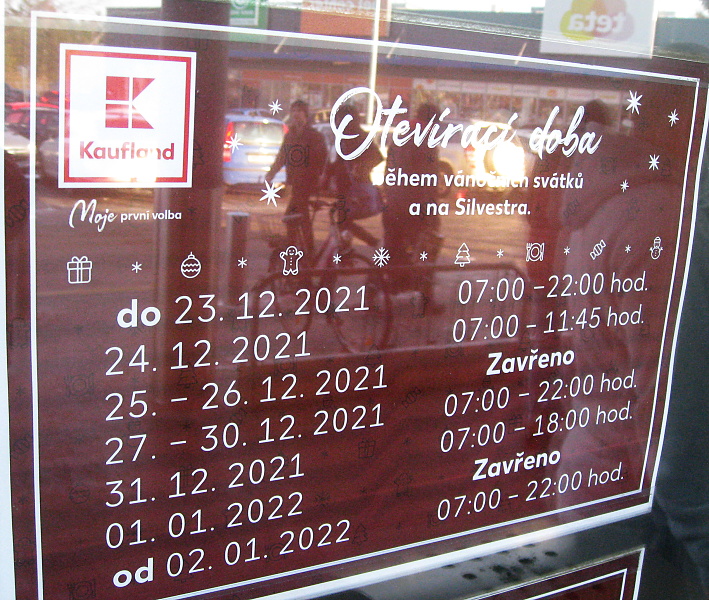 teta
Kaufland
Moje první volba
Otevírací doba
během vánočních svátků
a na Silvestra.
do 23. 12. 2021 07:00 – 22:00 hod.
24. 12. 2021 07:00 – 11:45 hod.
25. – 26. 12. 2021 Zavřeno
27. – 30. 12. 2021 07:00 – 22:00 hod.
31. 12. 2021 07:00 – 18:00 hod.
01. 01. 2022 Zavřeno
od 02. 01. 2022 07:00 – 22:00 hod.